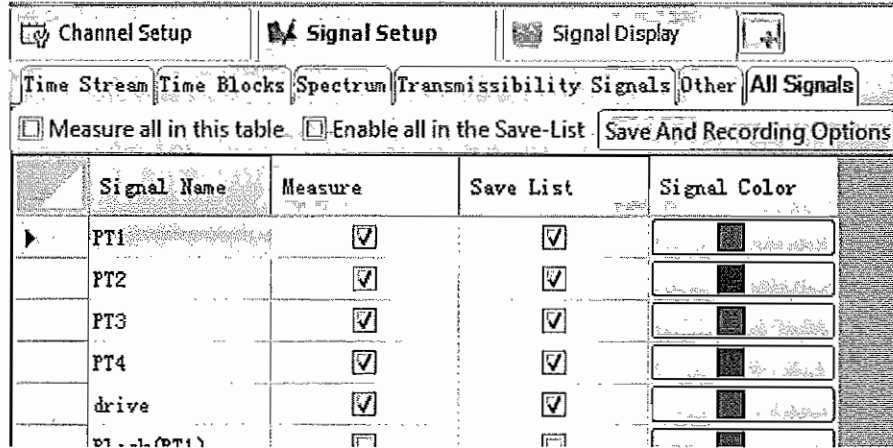 Channel Setup Signal Setup Signal Display
Time Stream Time Blocks Spectrum Transmissibility Signals Other All Signals
Measure all in this table Enable all in the Save-List Save And Recording Options
Signal Name Measure Save List Signal Color
PT1
PT2
PT3
PT4
drive